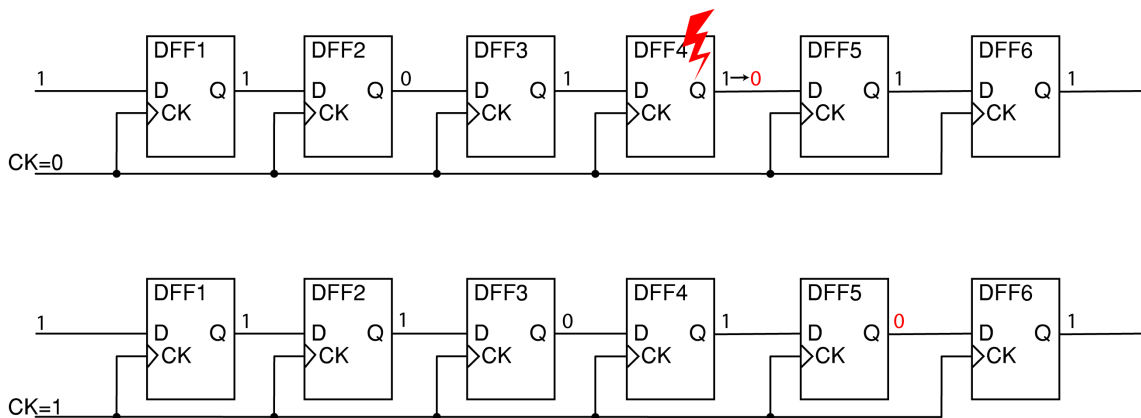 DFF1 DFF2 DFF3 DFF4 DFF5 DFF6
1 1 0 1 1→0 1 1
D Q D Q D Q D Q D Q D Q
CK CK CK CK CK CK
CK=0
DFF1 DFF2 DFF3 DFF4 DFF5 DFF6
1 1 1 0 1 0 1
D Q D Q D Q D Q D Q D Q
CK CK CK CK CK CK
CK=1